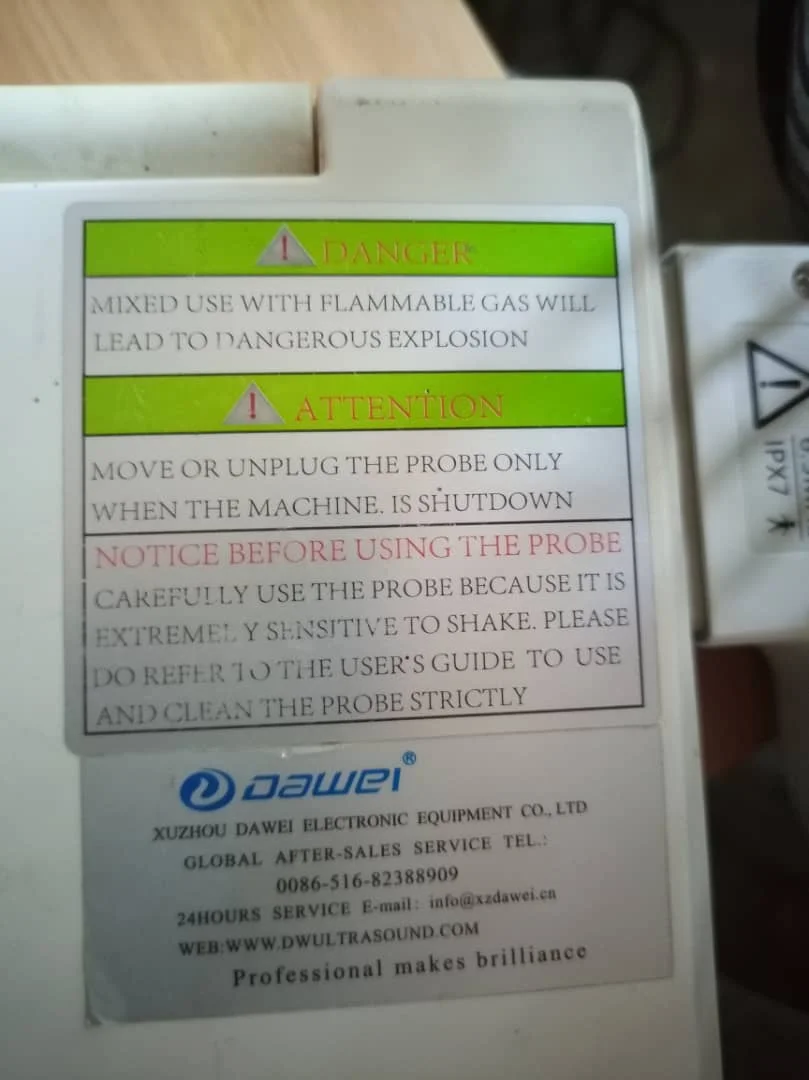 ! DANGER
MIXED USE WITH FLAMMABLE GAS WILL
LEAD TO DANGEROUS EXPLOSION
! ATTENTION
MOVE OR UNPLUG THE PROBE ONLY
WHEN THE MACHINE. IS SHUTDOWN
NOTICE BEFORE USING THE PROBE
CAREFULLY USE THE PROBE BECAUSE IT IS
EXTREMELY SENSITIVE TO SHAKE. PLEASE
DO REFER TO THE USER'S GUIDE TO USE
AND CLEAN THE PROBE STRICTLY
DAWEI®
XUZHOU DAWEI ELECTRONIC EQUIPMENT CO., LTD
GLOBAL AFTER-SALES SERVICE TEL.:
0086-516-82388909
24HOURS SERVICE E-mail: info@xzdawei.cn
WEB:WWW.DWULTRASOUND.COM
Professional makes brilliance
!
IPX7